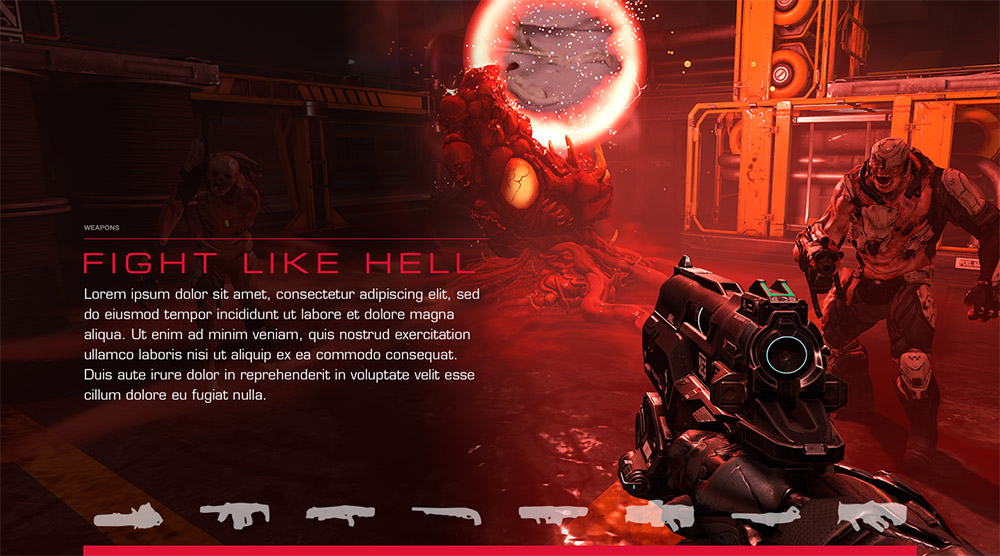 WEAPONS
FIGHT LIKE HELL
Lorem ipsum dolor sit amet, consectetur adipiscing elit, sed
do eiusmod tempor incididunt ut labore et dolore magna
aliqua. Ut enim ad minim veniam, quis nostrud exercitation
ullamco laboris nisi ut aliquip ex ea commodo consequat.
Duis aute irure dolor in reprehenderit in voluptate velit esse
cillum dolore eu fugiat nulla.